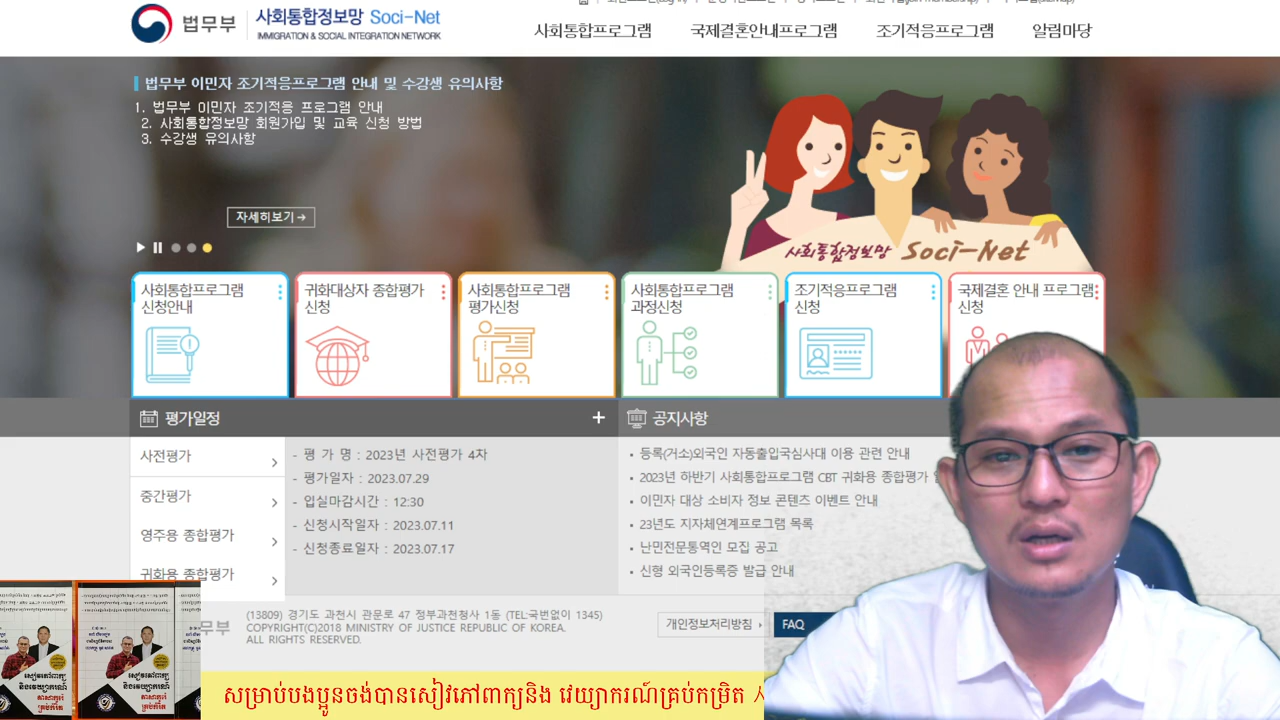 법무부
사회통합정보망 Soci-Net
IMMIGRATION & SOCIAL INTEGRATION NETWORK
사회통합프로그램 국제결혼안내프로그램 조기적응프로그램 알림마당
법무부 이민자 조기적응프로그램 안내 및 수강생 유의사항
1. 법무부 이민자 조기적응 프로그램 안내
2. 사회통합정보망 회원가입 및 교육 신청 방법
3. 수강생 유의사항
자세히보기→
사회통합정보망 Soci-Net
사회통합프로그램
신청안내
귀화대상자 종합평가
신청
사회통합프로그램
평가신청
사회통합프로그램
과정신청
조기적응프로그램
신청
국제결혼 안내 프로그램
신청
평가일정 +
사전평가
중간평가
영주용 종합평가
귀화용 종합평가
- 평 가 명 : 2023년 사전평가 4차
- 평가일자 : 2023.07.29
- 입실마감시간 : 12:30
- 신청시작일자 : 2023.07.11
- 신청종료일자 : 2023.07.17
공지사항
• 등록(거소)외국인 자동출입국심사대 이용 관련 안내
• 2023년 하반기 사회통합프로그램 CBT 귀화용 종합평가
• 이민자 대상 소비자 정보 콘텐츠 이벤트 안내
• 23년도 지자체연계프로그램 목록
• 난민전문통역인 모집 공고
• 신형 외국인등록증 발급 안내
무부
(13809) 경기도 과천시 관문로 47 정부과천청사 1동 (TEL:국번없이 1345)
COPYRIGHT(C)2018 MINISTRY OF JUSTICE REPUBLIC OF KOREA.
ALL RIGHTS RESERVED.
개인정보처리방침
FAQ
សម្រាប់បងប្អូនចង់បានសៀវភៅពាក្យនិង វេយ្យាករណ៍គ្រប់កម្រិត